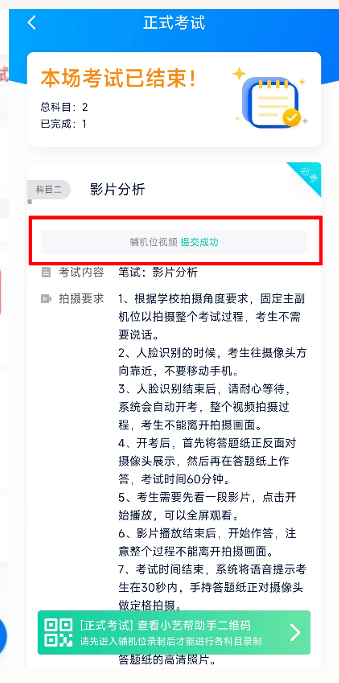 正式考试
本场考试已结束！
总科目：2
已完成：1
必考
科目二
影片分析
辅机位视频 提交成功
考试内容 笔试：影片分析
拍摄要求 1、根据学校拍摄角度要求，固定主副
机位以拍摄整个考试过程，考生不需
要说话。
2、人脸识别的时候，考生往摄像头方
向靠近，不要移动手机。
3、人脸识别结束后，请耐心等待，
系统会自动开考，整个视频拍摄过
程，考生不能离开拍摄画面。
4、开考后，首先将答题纸正反面对
摄像头展示，然后再在答题纸上作
答，考试时间60分钟。
5、考生需要先看一段影片，点击开
始播放，可以全屏观看。
6、影片播放结束后，开始作答，注
意整个过程不能离开拍摄画面。
7、考试时间结束，系统将语音提示考
生在30秒内，手持答题纸正对摄像头
做定格拍摄。
[正式考试] 查看小艺帮助手二维码
请先进入辅机位录制后才能进行各科目录制
答题纸的高清照片。